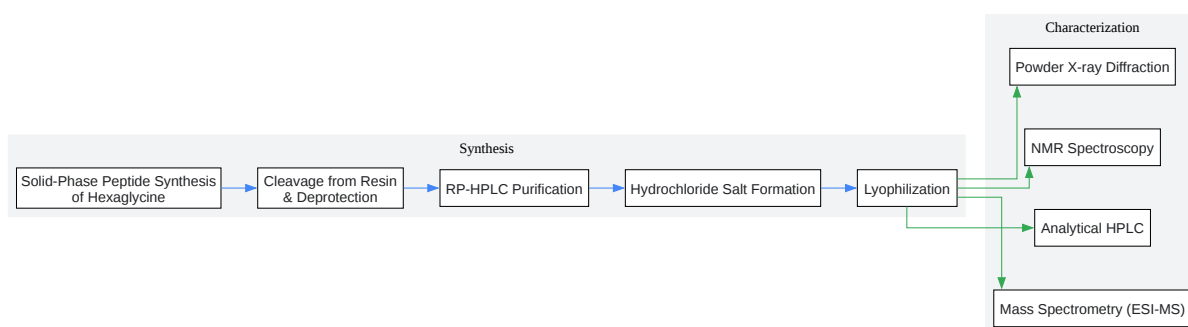 Synthesis
Solid-Phase Peptide Synthesis
of Hexaglycine
Cleavage from Resin
& Deprotection
RP-HPLC Purification
Hydrochloride Salt Formation
Lyophilization
Characterization
Powder X-ray Diffraction
NMR Spectroscopy
Analytical HPLC
Mass Spectrometry (ESI-MS)